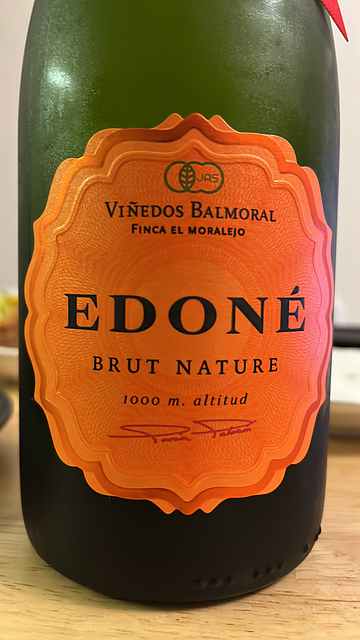 JAS
VIÑEDOS BALMORAL
FINCA EL MORALEJO
EDONÉ
BRUT NATURE
1000 m. altitud